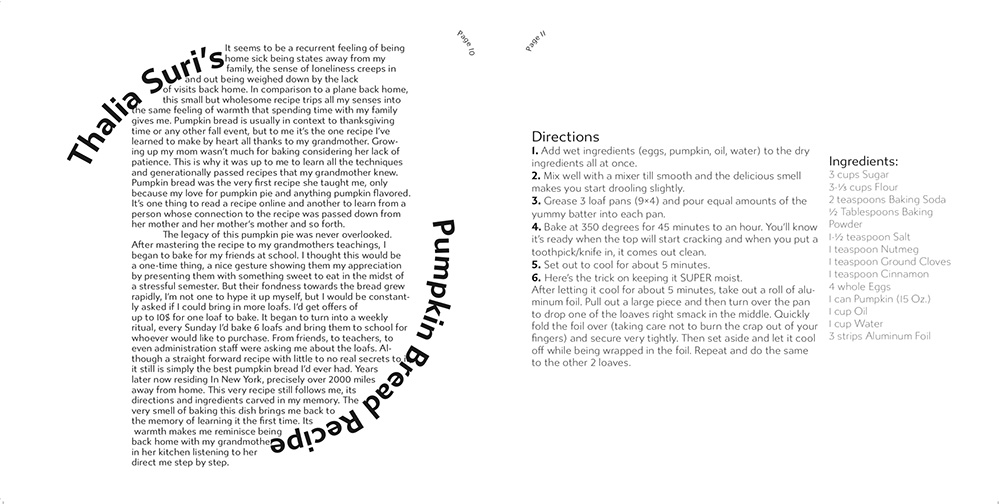 Page 10
Thalia Suri's
Pumpkin Bread Recipe
It seems to be a recurrent feeling of being
home sick being states away from my
family, the sense of loneliness creeps in
and out being weighed down by the lack
of visits back home. In comparison to a plane back home,
this small but wholesome recipe trips all my senses into
the same feeling of warmth that spending time with my family
gives me. Pumpkin bread is usually in context to thanksgiving
time or any other fall event, but to me it's the one recipe I've
learned to make by heart all thanks to my grandmother. Grow-
ing up my mom wasn't much for baking considering her lack of
patience. This is why it was up to me to learn all the techniques
and generationally passed recipes that my grandmother knew.
Pumpkin bread was the very first recipe she taught me, only
because my love for pumpkin pie and anything pumpkin flavored.
It's one thing to read a recipe online and another to learn from a
person whose connection to the recipe was passed down from
her mother and her mother's mother and so forth.
The legacy of this pumpkin pie was never overlooked.
After mastering the recipe to my grandmothers teachings, I
began to bake for my friends at school. I thought this would be
a one-time thing, a nice gesture showing them my appreciation
by presenting them with something sweet to eat in the midst of
a stressful semester. But their fondness towards the bread grew
rapidly, I'm not one to hype it up myself, but I would be constant-
ly asked if I could bring in more loafs. I'd get offers of
up to 10$ for one loaf to bake. It began to turn into a weekly
ritual, every Sunday I'd bake 6 loafs and bring them to school for
whoever would like to purchase. From friends, to teachers, to
even administration staff were asking me about the loafs. Al-
though a straight forward recipe with little to no real secrets to it
it still is simply the best pumpkin bread I'd ever had. Years
later now residing In New York, precisely over 2000 miles
away from home. This very recipe still follows me, its
directions and ingredients carved in my memory. The
very smell of baking this dish brings me back to
the memory of learning it the first time. Its
warmth makes me reminisce being
back home with my grandmother
in her kitchen listening to her
direct me step by step.
Page 11
Directions
1. Add wet ingredients (eggs, pumpkin, oil, water) to the dry
ingredients all at once.
2. Mix well with a mixer till smooth and the delicious smell
makes you start drooling slightly.
3. Grease 3 loaf pans (9×4) and pour equal amounts of the
yummy batter into each pan.
4. Bake at 350 degrees for 45 minutes to an hour. You'll know
it's ready when the top will start cracking and when you put a
toothpick/knife in, it comes out clean.
5. Set out to cool for about 5 minutes.
6. Here's the trick on keeping it SUPER moist.
After letting it cool for about 5 minutes, take out a roll of alu-
minum foil. Pull out a large piece and then turn over the pan
to drop one of the loaves right smack in the middle. Quickly
fold the foil over (taking care not to burn the crap out of your
fingers) and secure very tightly. Then set aside and let it cool
off while being wrapped in the foil. Repeat and do the same
to the other 2 loaves.
Ingredients:
3 cups Sugar
3-⅓ cups Flour
2 teaspoons Baking Soda
½ Tablespoons Baking
Powder
1-½ teaspoon Salt
1 teaspoon Nutmeg
1 teaspoon Ground Cloves
1 teaspoon Cinnamon
4 whole Eggs
1 can Pumpkin (15 Oz.)
1 cup Oil
1 cup Water
3 strips Aluminum Foil